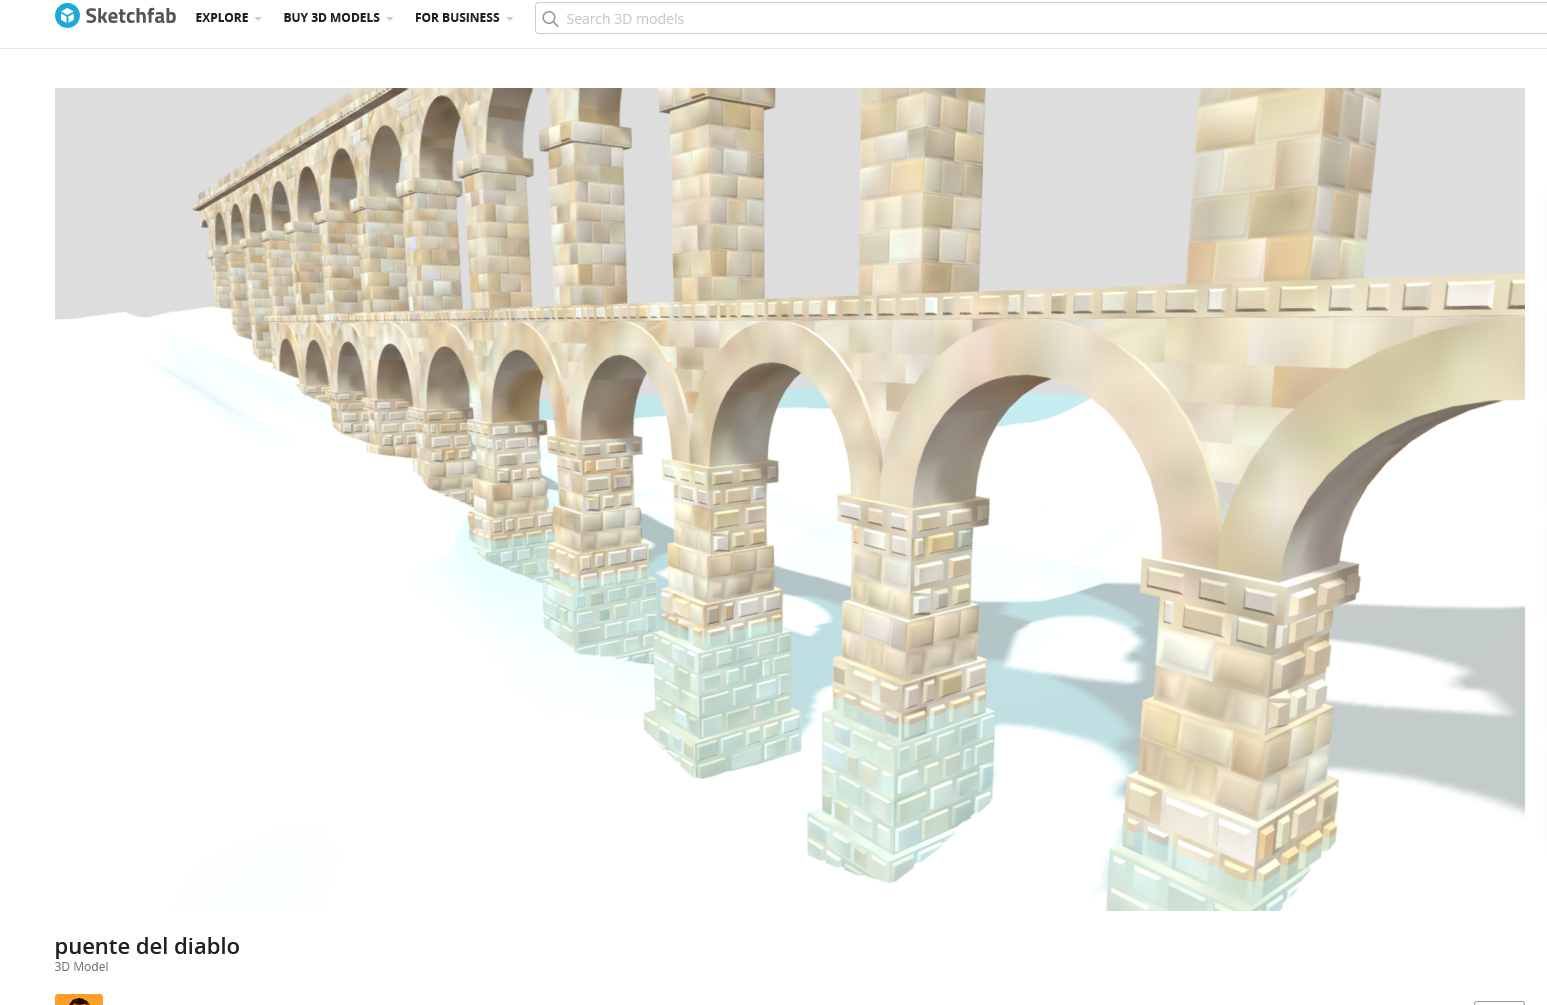 Sketchfab EXPLORE BUY 3D MODELS FOR BUSINESS Search 3D models
puente del diablo
3D Model